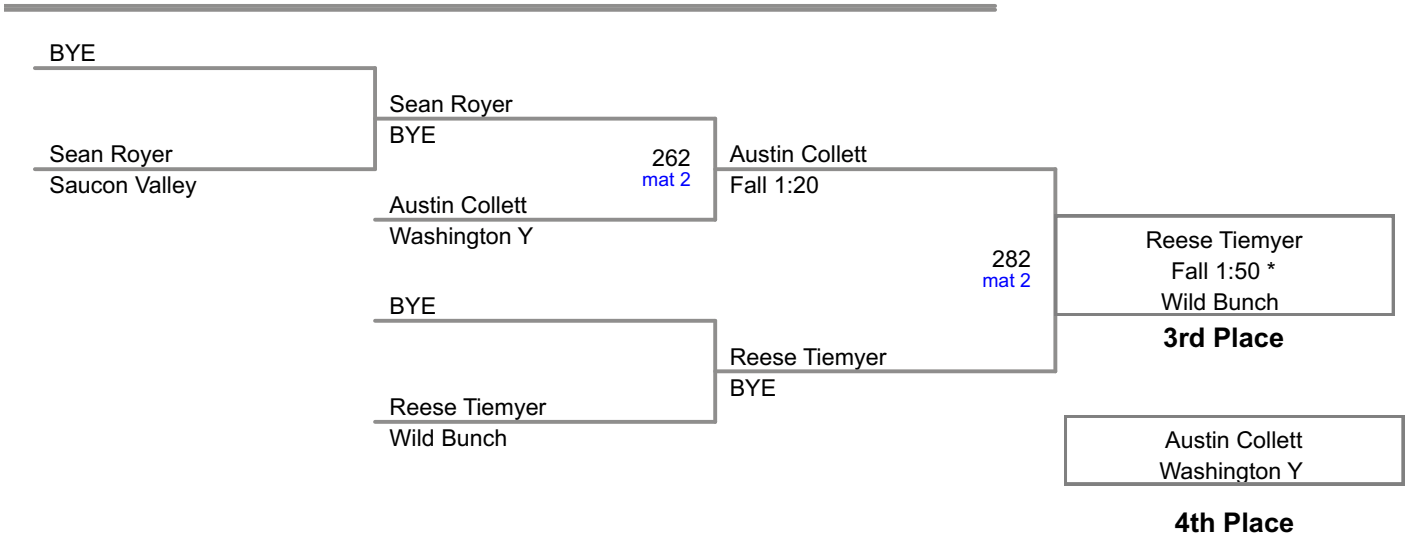 BYE
Sean Royer
Saucon Valley
Sean Royer
BYE
262
mat 2
Austin Collett
Washington Y
Austin Collett
Fall 1:20
BYE
Reese Tiemyer
Wild Bunch
Reese Tiemyer
BYE
282
mat 2
Reese Tiemyer
Fall 1:50 *
Wild Bunch
3rd Place
Austin Collett
Washington Y
4th Place